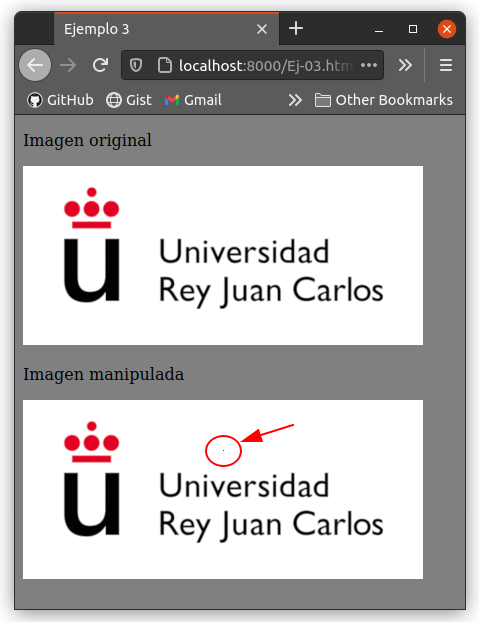 Ejemplo 3
localhost:8000/Ej-03.htm
GitHub Gist Gmail Other Bookmarks
Imagen original
u Universidad
Rey Juan Carlos
Imagen manipulada
u Universidad
Rey Juan Carlos